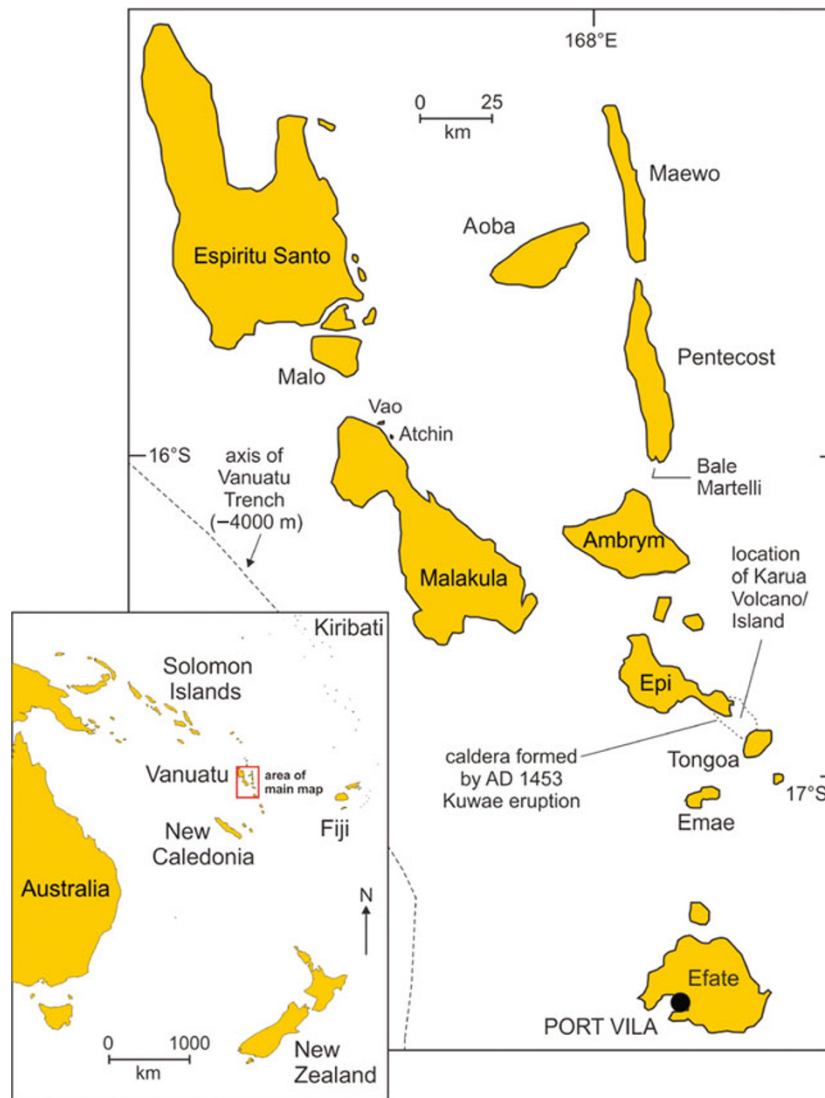 168°E
0 25
km
Maewo
Aoba
Espiritu Santo
Pentecost
Malo
Vao
Atchin
16°S
axis of
Vanuatu
Trench
(−4000 m)
Bale
Martelli
Ambrym
Malakula
location
of Karua
Volcano/
Island
Epi
caldera formed
by AD 1453
Kuwae eruption
Tongoa
17°S
Emae
Efate
PORT VILA
Kiribati
Solomon
Islands
Vanuatu
area of
main map
Fiji
New
Caledonia
Australia
N
0 1000
km
New
Zealand